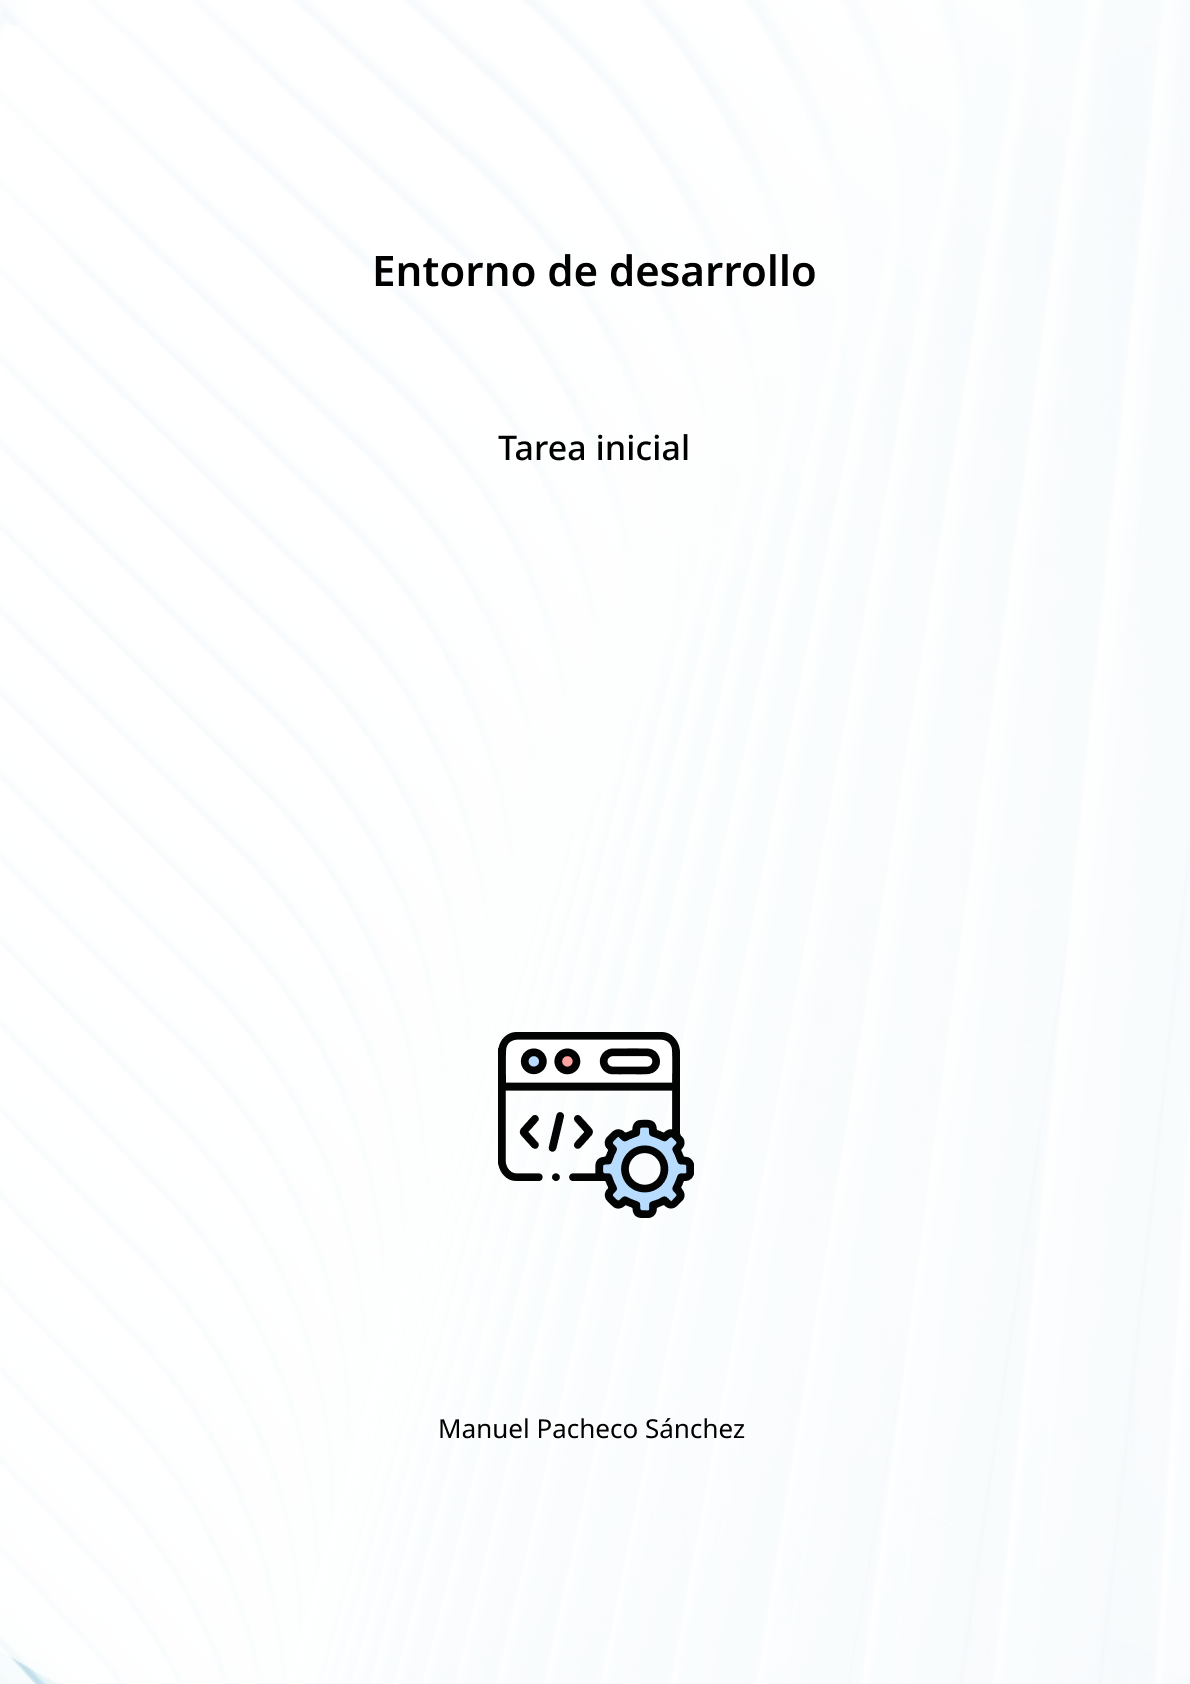 Entorno de desarrollo
Tarea inicial
</>
Manuel Pacheco Sánchez